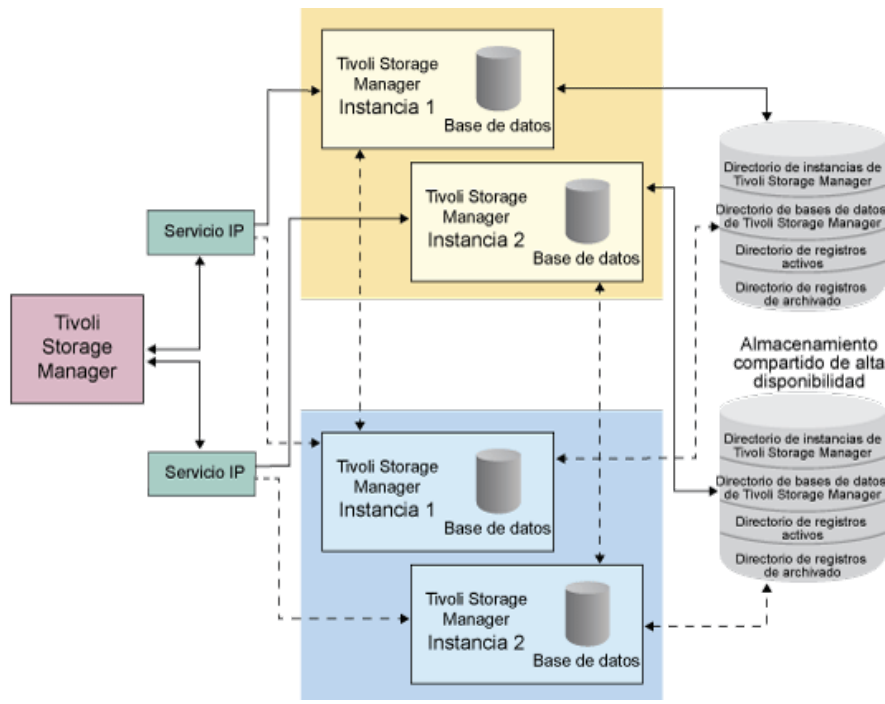 Tivoli Storage
Manager
Instancia 1
Base de datos
Tivoli Storage
Manager
Instancia 2
Base de datos
Servicio IP
Tivoli
Storage
Manager
Servicio IP
Directorio de instancias de
Tivoli Storage Manager
Directorio de bases de datos
de Tivoli Storage Manager
Directorio de registros
activos
Directorio de registros
de archivado
Almacenamiento
compartido de alta
disponibilidad
Tivoli Storage
Manager
Instancia 1
Base de datos
Tivoli Storage
Manager
Instancia 2
Base de datos
Directorio de instancias de
Tivoli Storage Manager
Directorio de bases de datos
de Tivoli Storage Manager
Directorio de registros
activos
Directorio de registros
de archivado